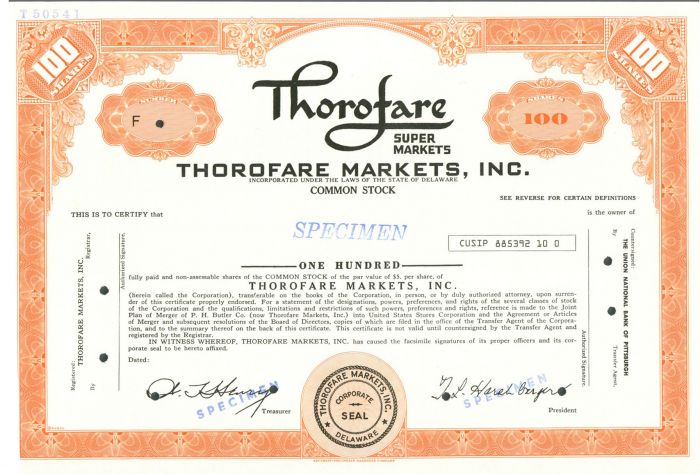 T50541
100
SHARES
100
SHARES
NUMBER
F
Thorofare
SUPER
MARKETS
SHARES
100
THOROFARE MARKETS, INC.
INCORPORATED UNDER THE LAWS OF THE STATE OF DELAWARE
COMMON STOCK
SEE REVERSE FOR CERTAIN DEFINITIONS
THIS IS TO CERTIFY that
is the owner of
SPECIMEN
CUSIP 885392 10 0
ONE HUNDRED
fully paid and non-assessable shares of the COMMON STOCK of the par value of $5. per share, of
THOROFARE MARKETS, INC.
(herein called the Corporation), transferable on the books of the Corporation, in person, or by duly authorized attorney, upon surren-
der of this certificate properly endorsed. For a statement of the designations, powers, preferences, and rights of the several classes of stock
of the Corporation and the qualifications, limitations and restrictions of such powers, preferences and rights, reference is made to the Joint
Plan of Merger of P. H. Butler Co. (now Thorofare Markets, Inc.) into United States Stores Corporation and the Agreement or Articles
of Merger and subsequent resolutions of the Board of Directors, copies of which are filed in the office of the Transfer Agent of the Corpora-
tion, and to the summary thereof on the back of this certificate. This certificate is not valid until countersigned by the Transfer Agent and
registered by the Registrar.
IN WITNESS WHEREOF, THOROFARE MARKETS, INC. has caused the facsimile signatures of its proper officers and its cor-
porate seal to be hereto affixed.
Dated:
SPECIMEN
Treasurer
THOROFARE MARKETS, INC.
CORPORATE
SEAL
DELAWARE
SPECIMEN
President
Registered:
THOROFARE MARKETS, INC.
Registrar,
By
Authorized Signature.
Countersigned:
THE UNION NATIONAL BANK OF PITTSBURGH
Transfer Agent,
By
Authorized Signature.